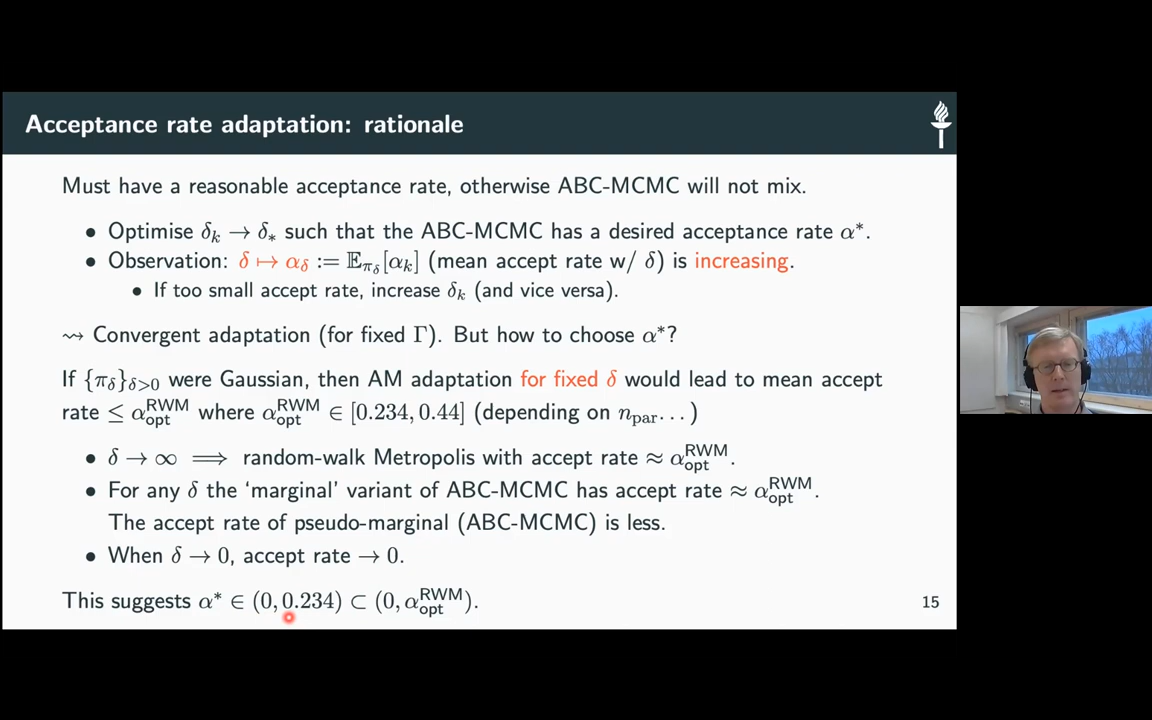 Acceptance rate adaptation: rationale
Must have a reasonable acceptance rate, otherwise ABC-MCMC will not mix.
• Optimise δₖ → δ∗ such that the ABC-MCMC has a desired acceptance rate α*.
• Observation: δ ↦ α_δ := 𝔼_{π_δ}[αₖ] (mean accept rate w/ δ) is increasing.
• If too small accept rate, increase δₖ (and vice versa).
⇝ Convergent adaptation (for fixed Γ). But how to choose α*?
If {π_δ}_{δ>0} were Gaussian, then AM adaptation for fixed δ would lead to mean accept
rate ≤ α_opt^RWM where α_opt^RWM ∈ [0.234, 0.44] (depending on n_par...)
• δ → ∞ ⟹ random-walk Metropolis with accept rate ≈ α_opt^RWM.
• For any δ the ‘marginal’ variant of ABC-MCMC has accept rate ≈ α_opt^RWM.
The accept rate of pseudo-marginal (ABC-MCMC) is less.
• When δ → 0, accept rate → 0.
This suggests α* ∈ (0, 0.234) ⊂ (0, α_opt^RWM).
15